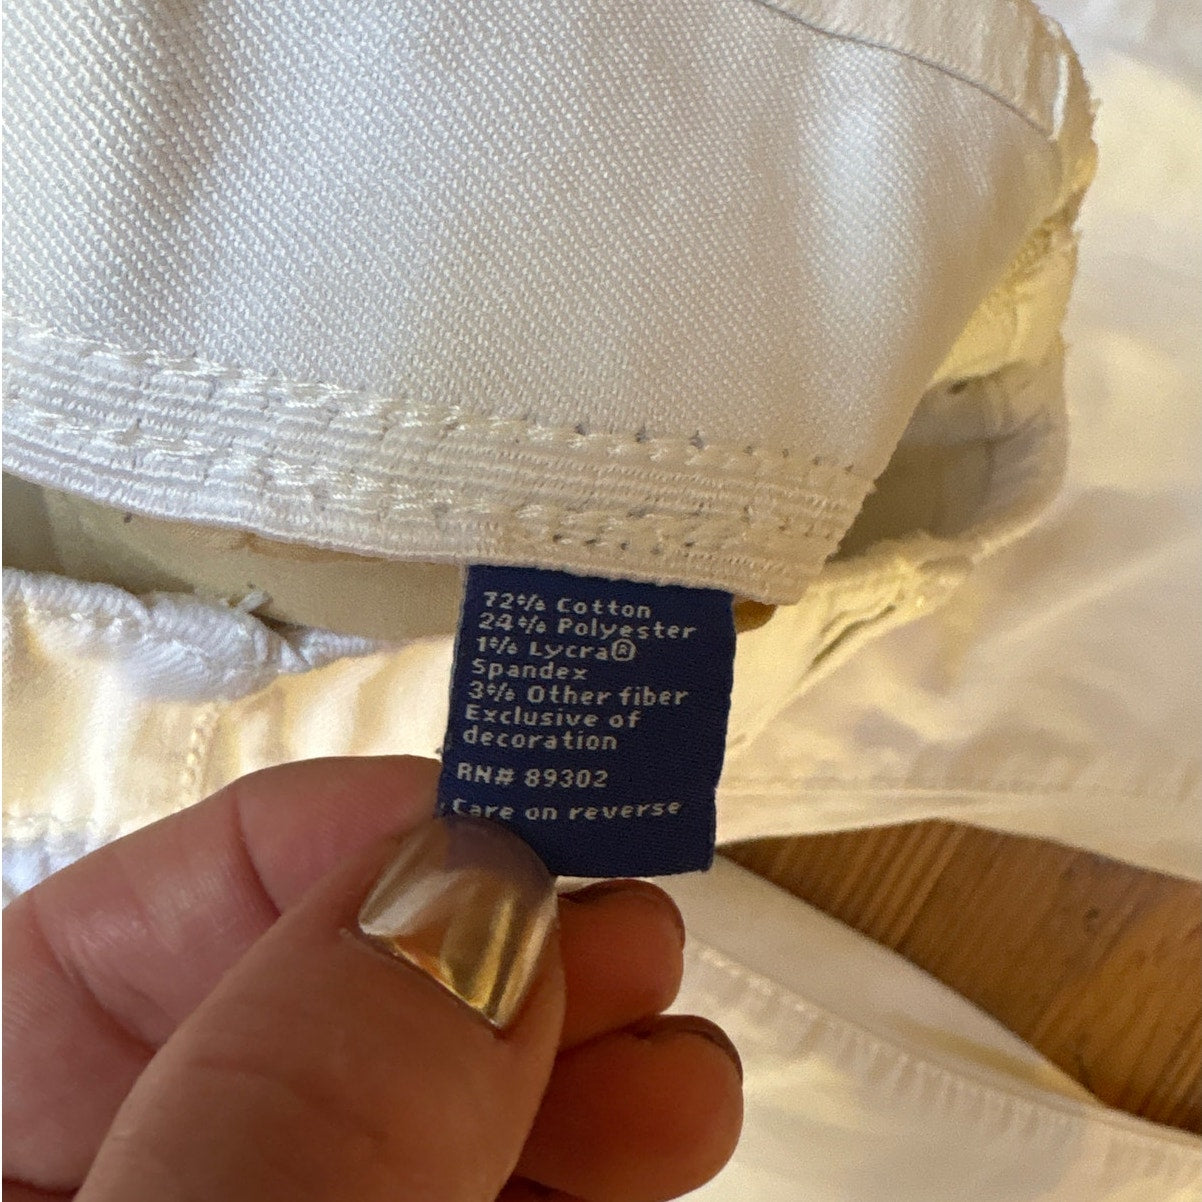 72% Cotton
24% Polyester
1% Lycra®
Spandex
3% Other fiber
Exclusive of
decoration
RN# 89302
Care on reverse